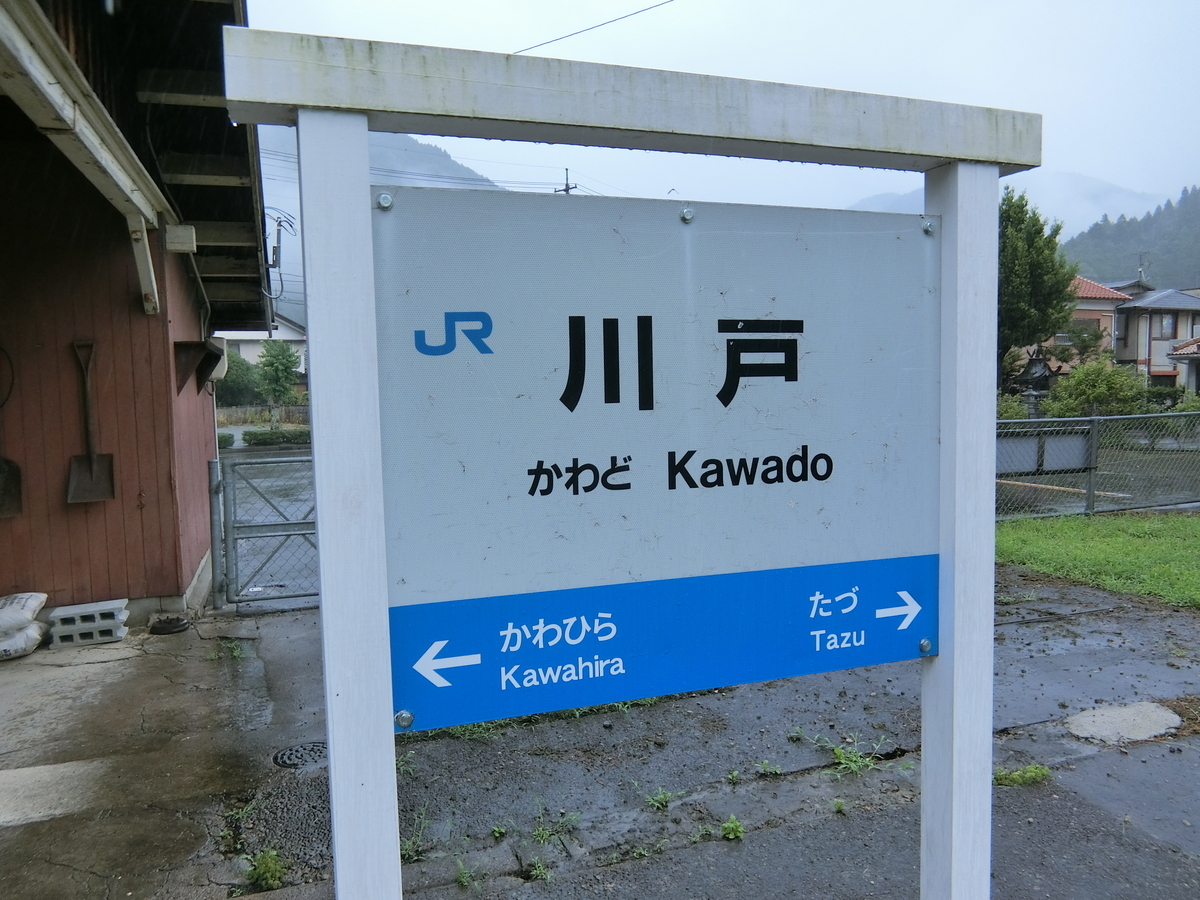 JR 川戸
かわど Kawado
かわひら
Kawahira
たづ
Tazu